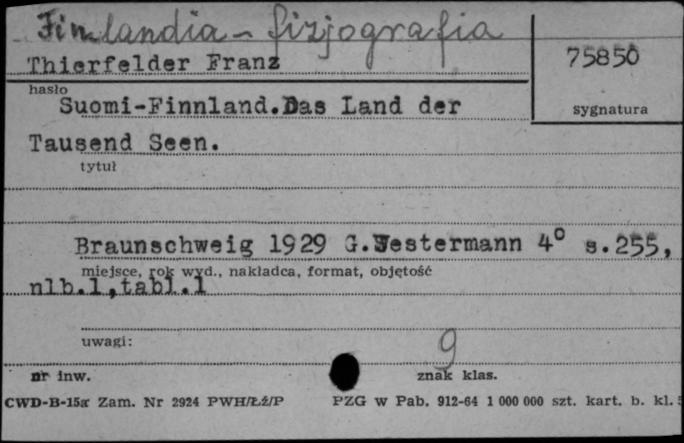 Finlandia - fizjografia
Thierfelder Franz
75850
hasło
sygnatura
Suomi-Finnland.Das Land der
Tausend Seen.
tytuł
Braunschweig 1929 G.Westermann 4° s.255,
miejsce, rok wyd., nakładca, format, objętość
nlb.1,tabl.1
uwagi:
9
nr inw.
znak klas.
CWD-B-15a Zam. Nr 2924 PWH/Łź/P
PZG w Pab. 912-64 1 000 000 szt. kart. b. kl.